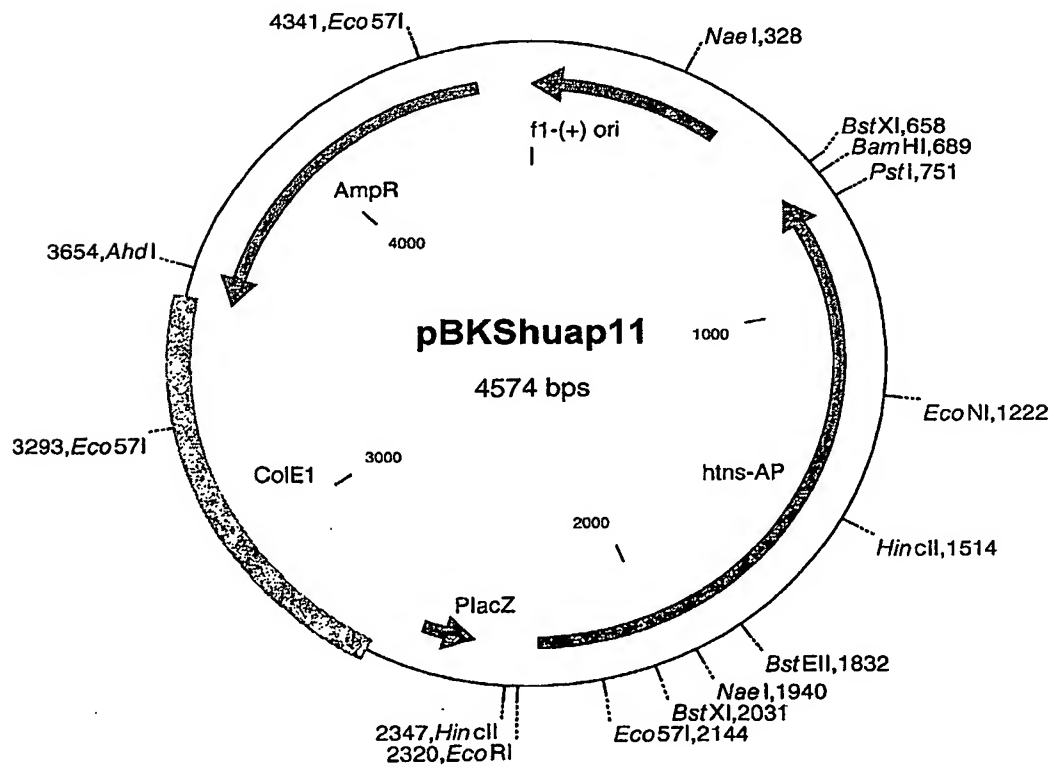 4341,Eco57I
NaeI,328
f1-(+) ori
BstXI,658
BamHI,689
PstI,751
AmpR
4000
3654,AhdI
pBKShuap11
4574 bps
1000
EcoNI,1222
3293,Eco57I
ColE1
3000
htns-AP
2000
HincII,1514
PlacZ
BstEII,1832
NaeI,1940
BstXI,2031
Eco57I,2144
2347,HincII
2320,EcoRI